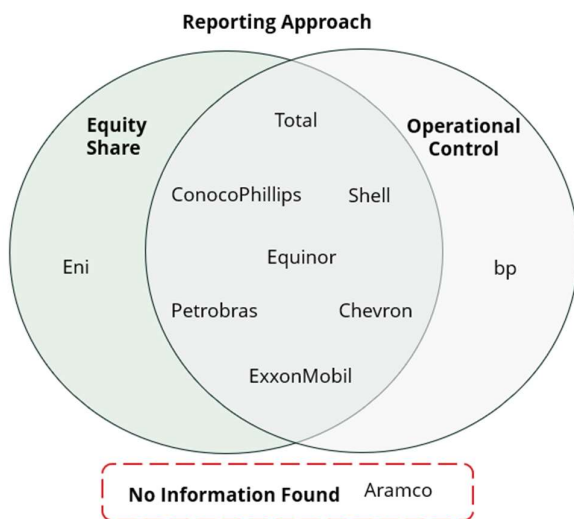 Reporting Approach
Equity
Share
Operational
Control
Total
ConocoPhillips
Shell
Equinor
Eni
bp
Petrobras
Chevron
ExxonMobil
No Information Found
Aramco